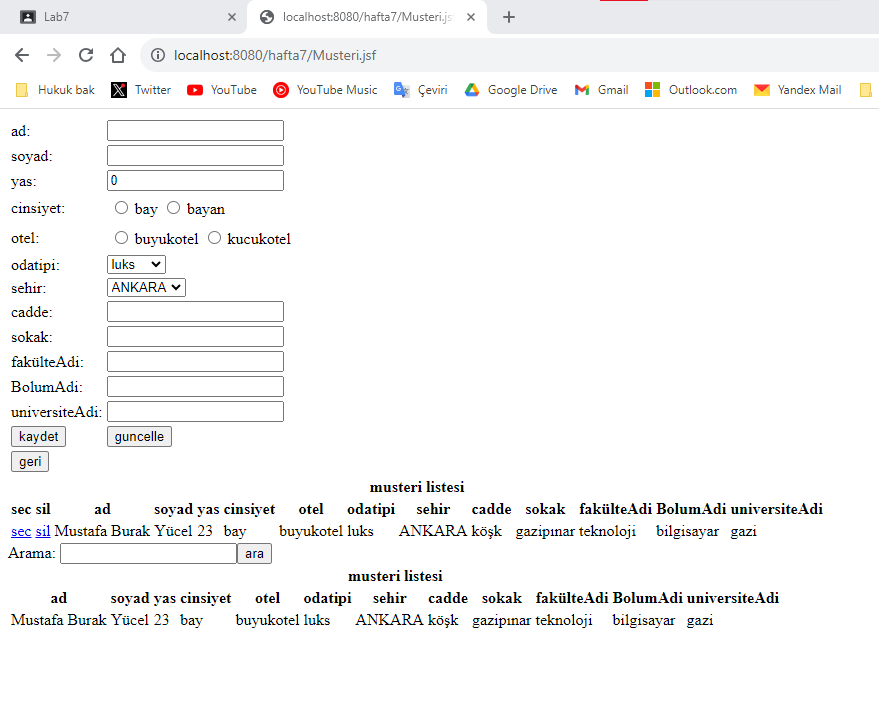 Lab7
localhost:8080/hafta7/Musteri.js
localhost:8080/hafta7/Musteri.jsf
Hukuk bak Twitter YouTube YouTube Music Çeviri Google Drive Gmail Outlook.com Yandex Mail
ad:
soyad:
yas: 0
cinsiyet: bay bayan
otel: buyukotel kucukotel
odatipi: luks
sehir: ANKARA
cadde:
sokak:
fakülteAdi:
BolumAdi:
universiteAdi:
kaydet guncelle
geri
musteri listesi
sec sil ad soyad yas cinsiyet otel odatipi sehir cadde sokak fakülteAdi BolumAdi universiteAdi
sec sil Mustafa Burak Yücel 23 bay buyukotel luks ANKARA köşk gazipınar teknoloji bilgisayar gazi
Arama: ara
musteri listesi
ad soyad yas cinsiyet otel odatipi sehir cadde sokak fakülteAdi BolumAdi universiteAdi
Mustafa Burak Yücel 23 bay buyukotel luks ANKARA köşk gazipınar teknoloji bilgisayar gazi